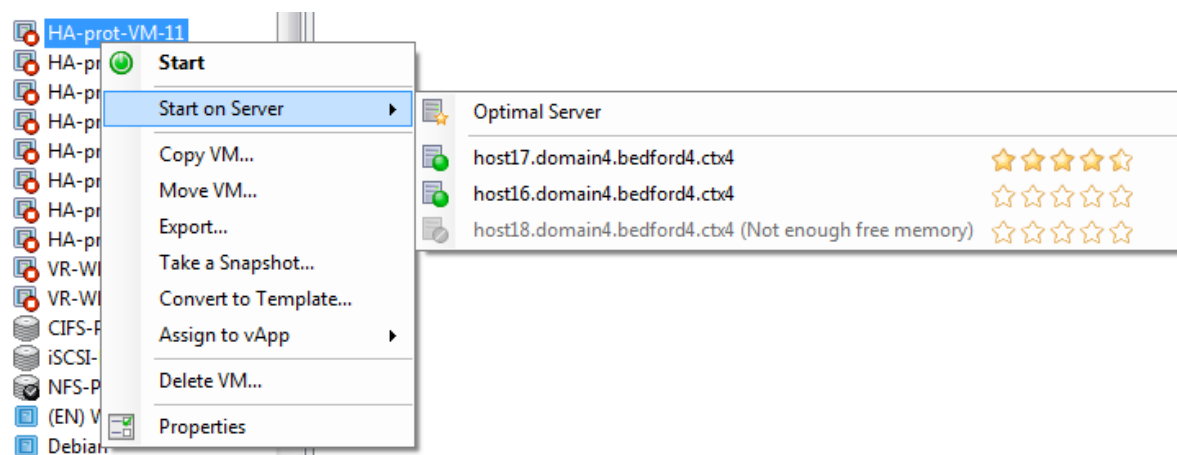 HA-prot-VM-11
HA-pr
HA-pr
HA-pr
HA-pr
HA-pr
HA-pr
HA-pr
VR-WI
VR-WI
CIFS-P
iSCSI-
NFS-P
(EN) W
Debian
Start
Start on Server
Copy VM...
Move VM...
Export...
Take a Snapshot...
Convert to Template...
Assign to vApp
Delete VM...
Properties
Optimal Server
host17.domain4.bedford4.ctx4
host16.domain4.bedford4.ctx4
host18.domain4.bedford4.ctx4 (Not enough free memory)